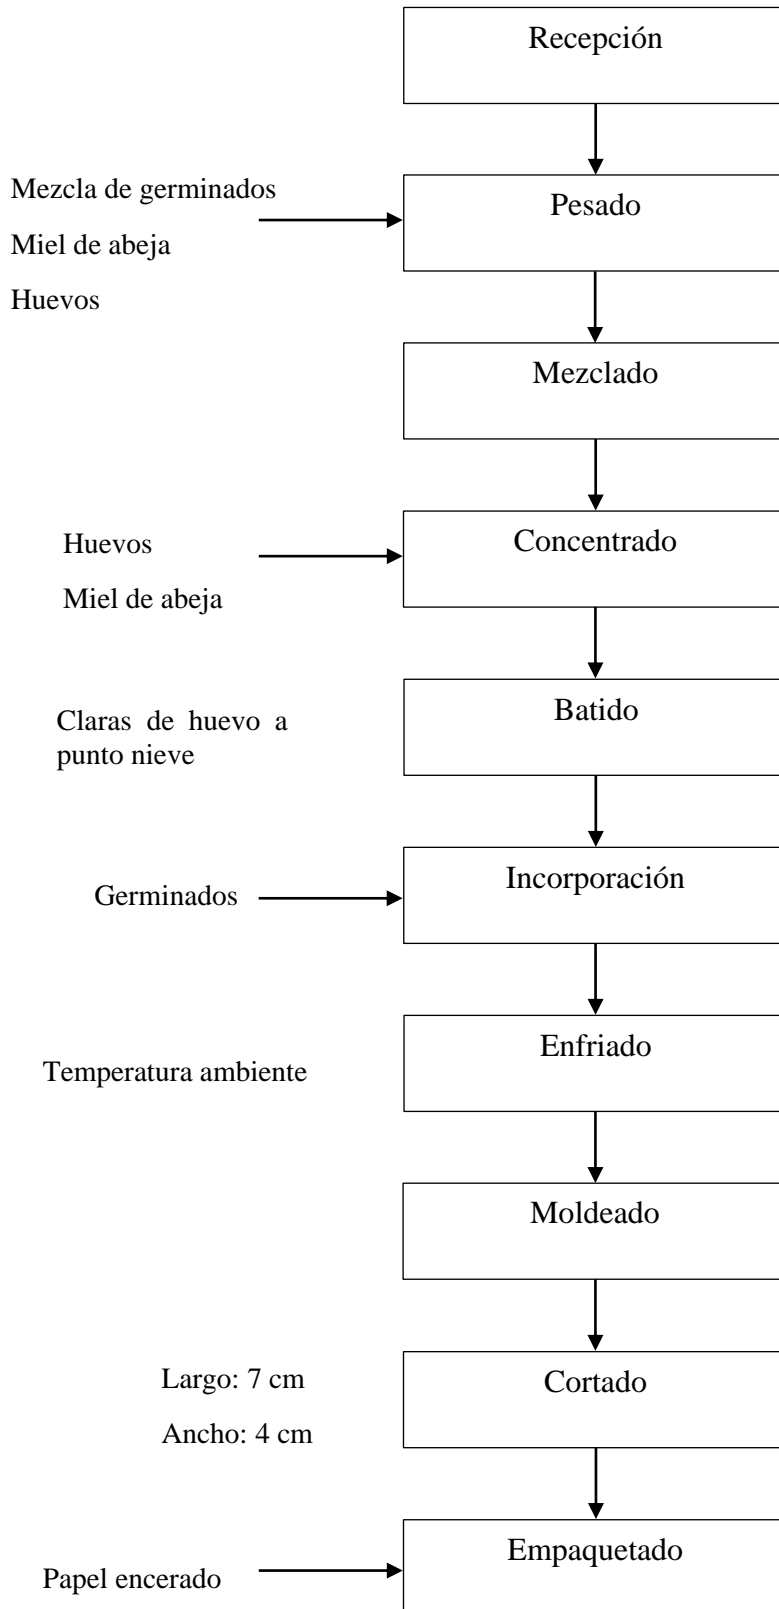 Recepción
Mezcla de germinados
Pesado
Miel de abeja
Huevos
Mezclado
Huevos
Concentrado
Miel de abeja
Claras de huevo a
punto nieve
Batido
Germinados
Incorporación
Temperatura ambiente
Enfriado
Moldeado
Largo: 7 cm
Cortado
Ancho: 4 cm
Papel encerado
Empaquetado